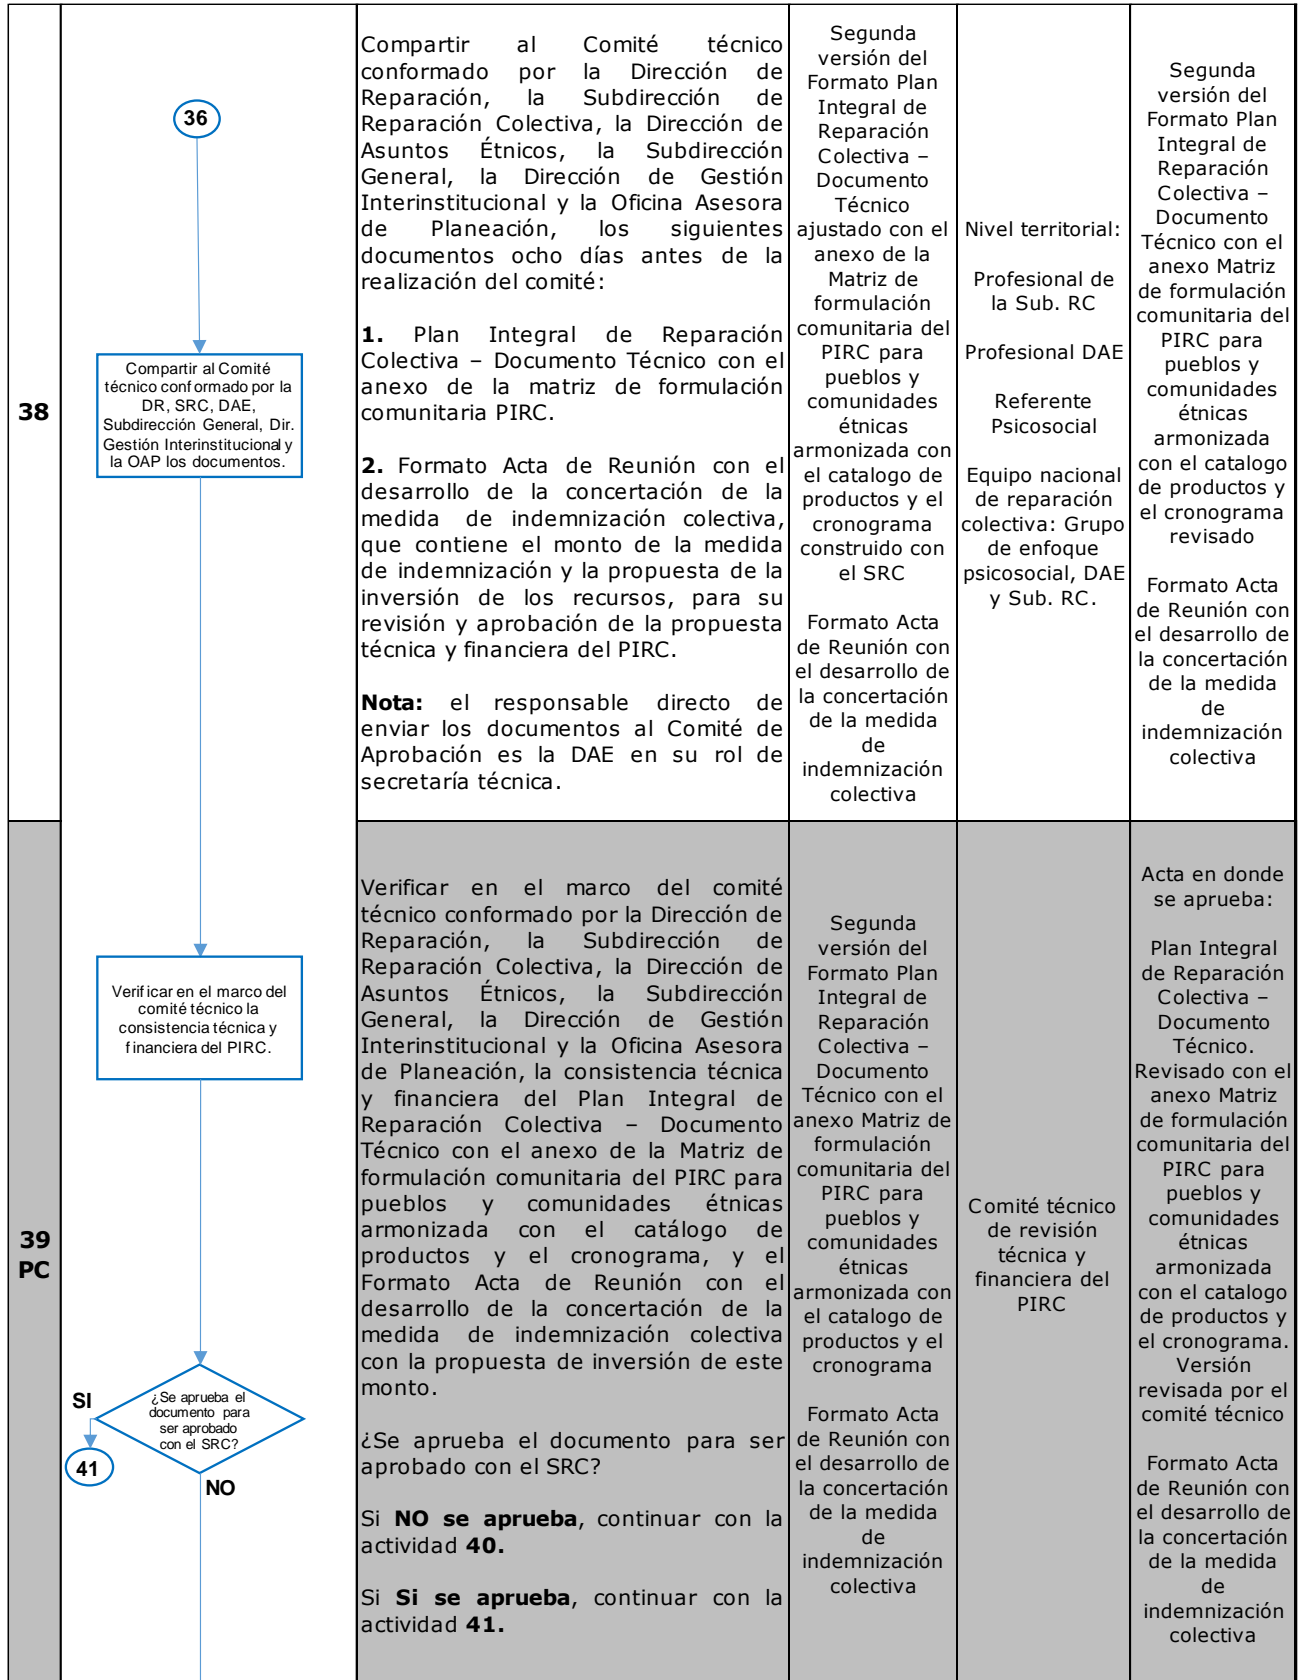 38
36
Compartir al Comité
técnico conformado por la
DR, SRC, DAE,
Subdirección General, Dir.
Gestión Interinstitucional y
la OAP los documentos.
Compartir al Comité técnico
conformado por la Dirección de
Reparación, la Subdirección de
Reparación Colectiva, la Dirección de
Asuntos Étnicos, la Subdirección
General, la Dirección de Gestión
Interinstitucional y la Oficina Asesora
de Planeación, los siguientes
documentos ocho días antes de la
realización del comité:
1. Plan Integral de Reparación
Colectiva – Documento Técnico con el
anexo de la matriz de formulación
comunitaria PIRC.
2. Formato Acta de Reunión con el
desarrollo de la concertación de la
medida de indemnización colectiva,
que contiene el monto de la medida
de indemnización y la propuesta de la
inversión de los recursos, para su
revisión y aprobación de la propuesta
técnica y financiera del PIRC.
Nota: el responsable directo de
enviar los documentos al Comité de
Aprobación es la DAE en su rol de
secretaría técnica.
Segunda
versión del
Formato Plan
Integral de
Reparación
Colectiva –
Documento
Técnico
ajustado con el
anexo de la
Matriz de
formulación
comunitaria del
PIRC para
pueblos y
comunidades
étnicas
armonizada con
el catalogo de
productos y el
cronograma
construido con
el SRC
Formato Acta
de Reunión con
el desarrollo de
la concertación
de la medida
de
indemnización
colectiva
Nivel territorial:
Profesional de
la Sub. RC
Profesional DAE
Referente
Psicosocial
Equipo nacional
de reparación
colectiva: Grupo
de enfoque
psicosocial, DAE
y Sub. RC.
Segunda
versión del
Formato Plan
Integral de
Reparación
Colectiva –
Documento
Técnico con el
anexo Matriz
de formulación
comunitaria del
PIRC para
pueblos y
comunidades
étnicas
armonizada
con el catalogo
de productos y
el cronograma
revisado
Formato Acta
de Reunión con
el desarrollo de
la concertación
de la medida
de
indemnización
colectiva
39
PC
Verificar en el marco del
comité técnico la
consistencia técnica y
financiera del PIRC.
¿Se aprueba el
documento para
ser aprobado
con el SRC?
SI
41
NO
Verificar en el marco del comité
técnico conformado por la Dirección de
Reparación, la Subdirección de
Reparación Colectiva, la Dirección de
Asuntos Étnicos, la Subdirección
General, la Dirección de Gestión
Interinstitucional y la Oficina Asesora
de Planeación, la consistencia técnica
y financiera del Plan Integral de
Reparación Colectiva – Documento
Técnico con el anexo de la Matriz de
formulación comunitaria del PIRC para
pueblos y comunidades étnicas
armonizada con el catálogo de
productos y el cronograma, y el
Formato Acta de Reunión con el
desarrollo de la concertación de la
medida de indemnización colectiva
con la propuesta de inversión de este
monto.
¿Se aprueba el documento para ser
aprobado con el SRC?
Si NO se aprueba, continuar con la
actividad 40.
Si Si se aprueba, continuar con la
actividad 41.
Segunda
versión del
Formato Plan
Integral de
Reparación
Colectiva –
Documento
Técnico con el
anexo Matriz de
formulación
comunitaria del
PIRC para
pueblos y
comunidades
étnicas
armonizada con
el catalogo de
productos y el
cronograma
Formato Acta
de Reunión con
el desarrollo de
la concertación
de la medida
de
indemnización
colectiva
Comité técnico
de revisión
técnica y
financiera del
PIRC
Acta en donde
se aprueba:
Plan Integral
de Reparación
Colectiva –
Documento
Técnico.
Revisado con el
anexo Matriz
de formulación
comunitaria del
PIRC para
pueblos y
comunidades
étnicas
armonizada
con el catalogo
de productos y
el cronograma.
Versión
revisada por el
comité técnico
Formato Acta
de Reunión con
el desarrollo de
la concertación
de la medida
de
indemnización
colectiva